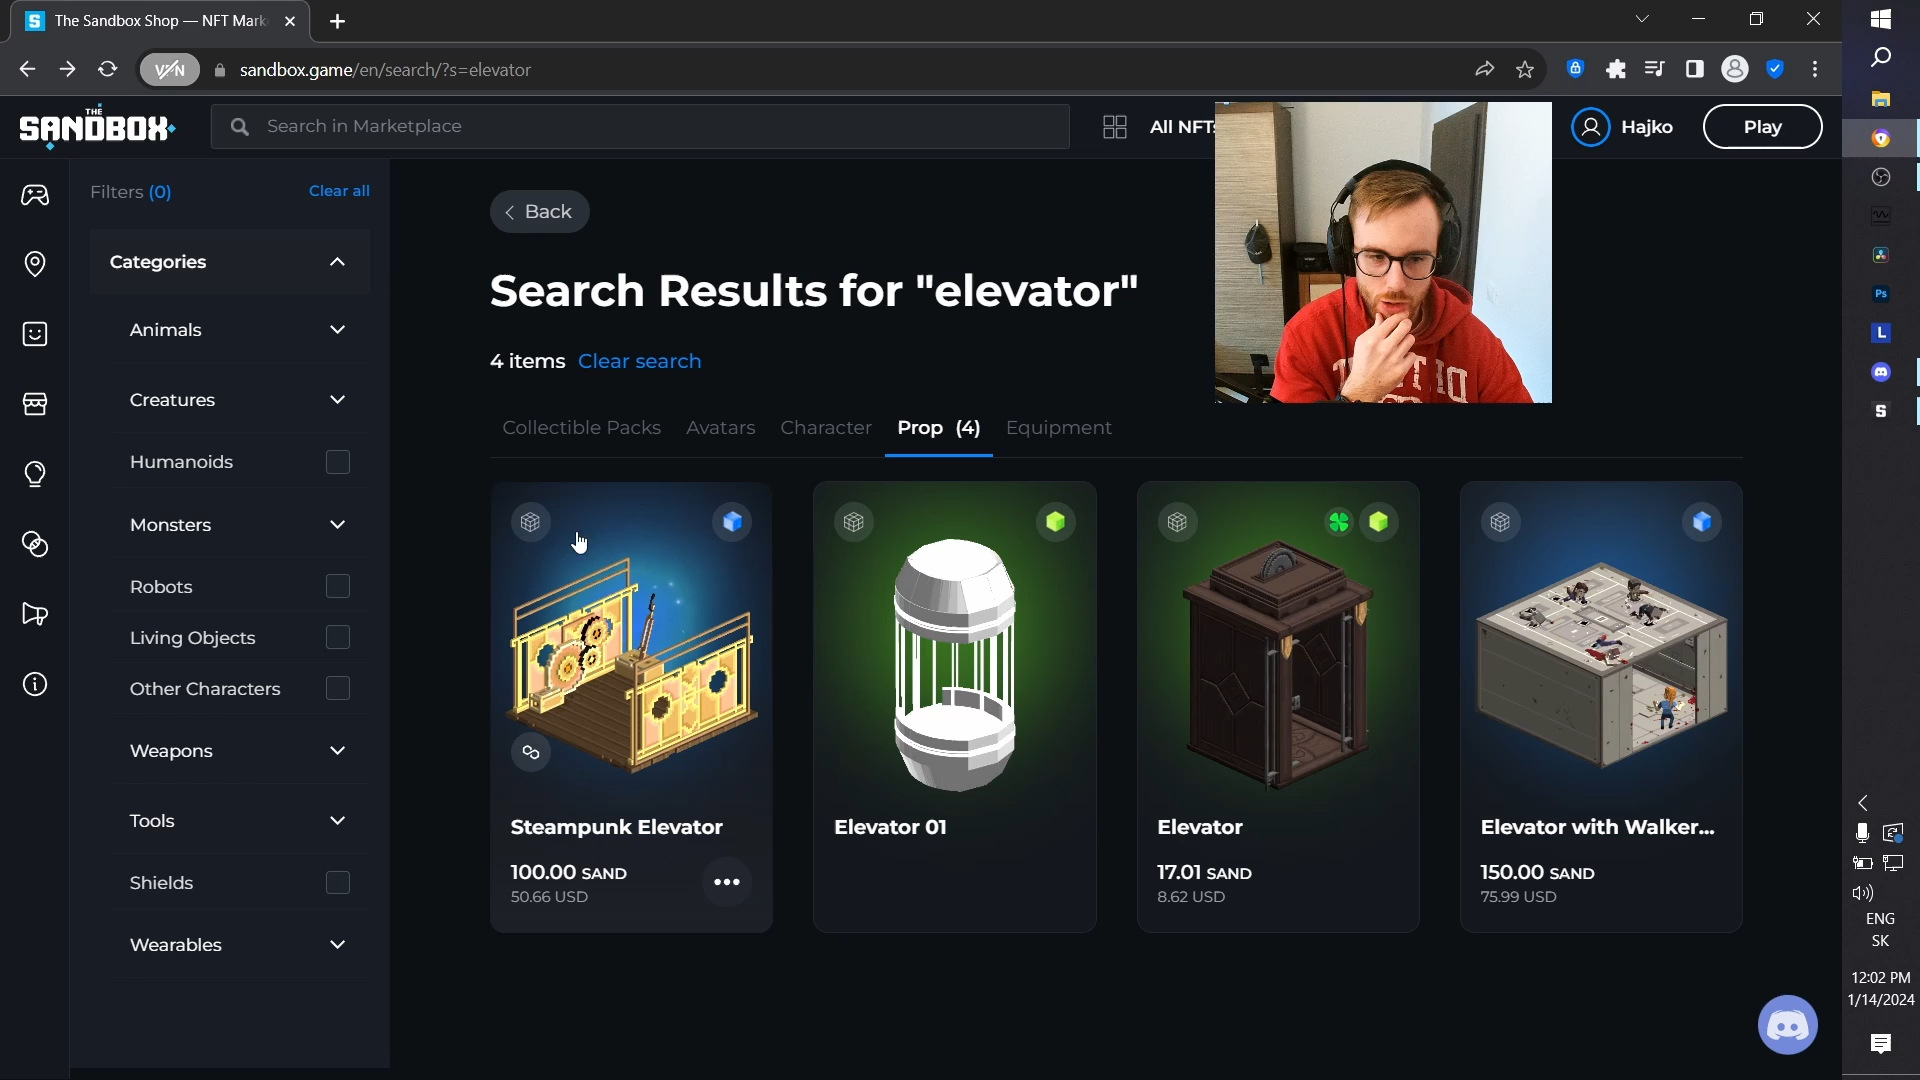 The Sandbox Shop — NFT Mark
VPN
sandbox.game/en/search/?s=elevator
THE
SANDBOX
Search in Marketplace
All NFTs
Hajko
Play
Filters (0)
Clear all
Categories
Animals
Creatures
Humanoids
Monsters
Robots
Living Objects
Other Characters
Weapons
Tools
Shields
Wearables
Back
Search Results for "elevator"
4 items Clear search
Collectible Packs Avatars Character Prop (4) Equipment
Steampunk Elevator
100.00 SAND
50.66 USD
Elevator 01
Elevator
17.01 SAND
8.62 USD
Elevator with Walker...
150.00 SAND
75.99 USD
Ps
L
S
ENG
SK
12:02 PM
1/14/2024